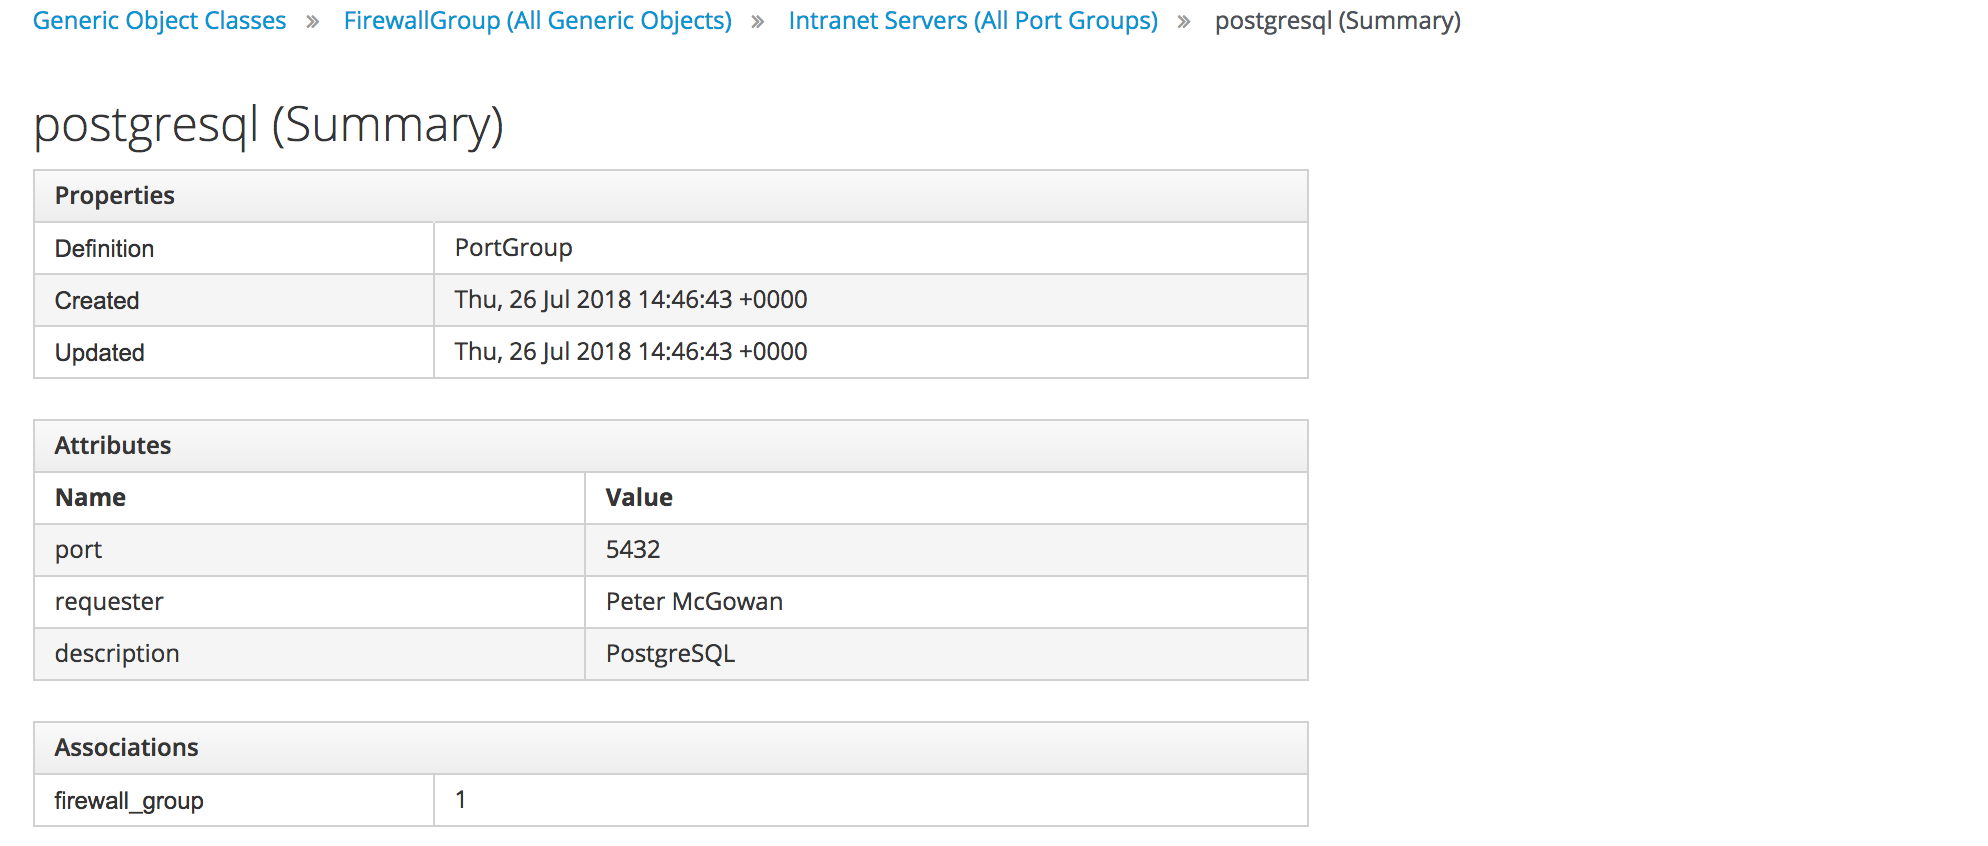 Generic Object Classes » FirewallGroup (All Generic Objects) » Intranet Servers (All Port Groups) » postgresql (Summary)
postgresql (Summary)
Properties
Definition PortGroup
Created Thu, 26 Jul 2018 14:46:43 +0000
Updated Thu, 26 Jul 2018 14:46:43 +0000
Attributes
Name Value
port 5432
requester Peter McGowan
description PostgreSQL
Associations
firewall_group 1